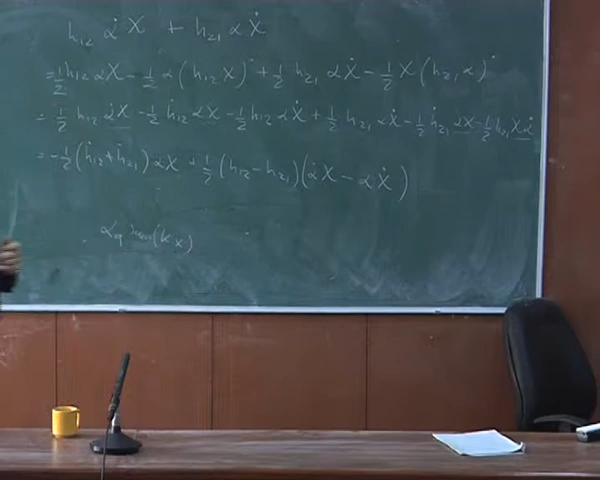 h₁₂ α̇ X + h₂₁ α Ẋ
= ½ h₁₂ α̇ X − ½ α (h₁₂ X)˙ + ½ h₂₁ α Ẋ − ½ X (h₂₁ α)˙
= ½ h₁₂ α̇ X − ½ ḣ₁₂ α X − ½ h₁₂ α Ẋ + ½ h₂₁ α Ẋ − ½ ḣ₂₁ α X − ½ h₂₁ X α̇
= −½ (ḣ₁₂ + ḣ₂₁) α X + ½ (h₁₂ − h₂₁) (α̇ X − α Ẋ)